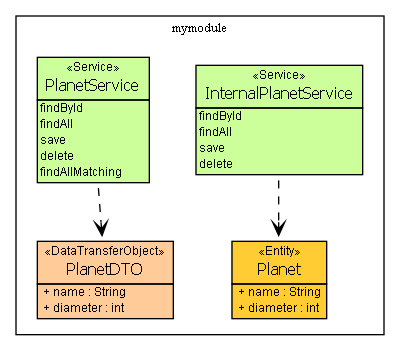 mymodule
«Service»
PlanetService
findById
findAll
save
delete
findAllMatching
«Service»
InternalPlanetService
findById
findAll
save
delete
«DataTransferObject»
PlanetDTO
+ name : String
+ diameter : int
«Entity»
Planet
+ name : String
+ diameter : int